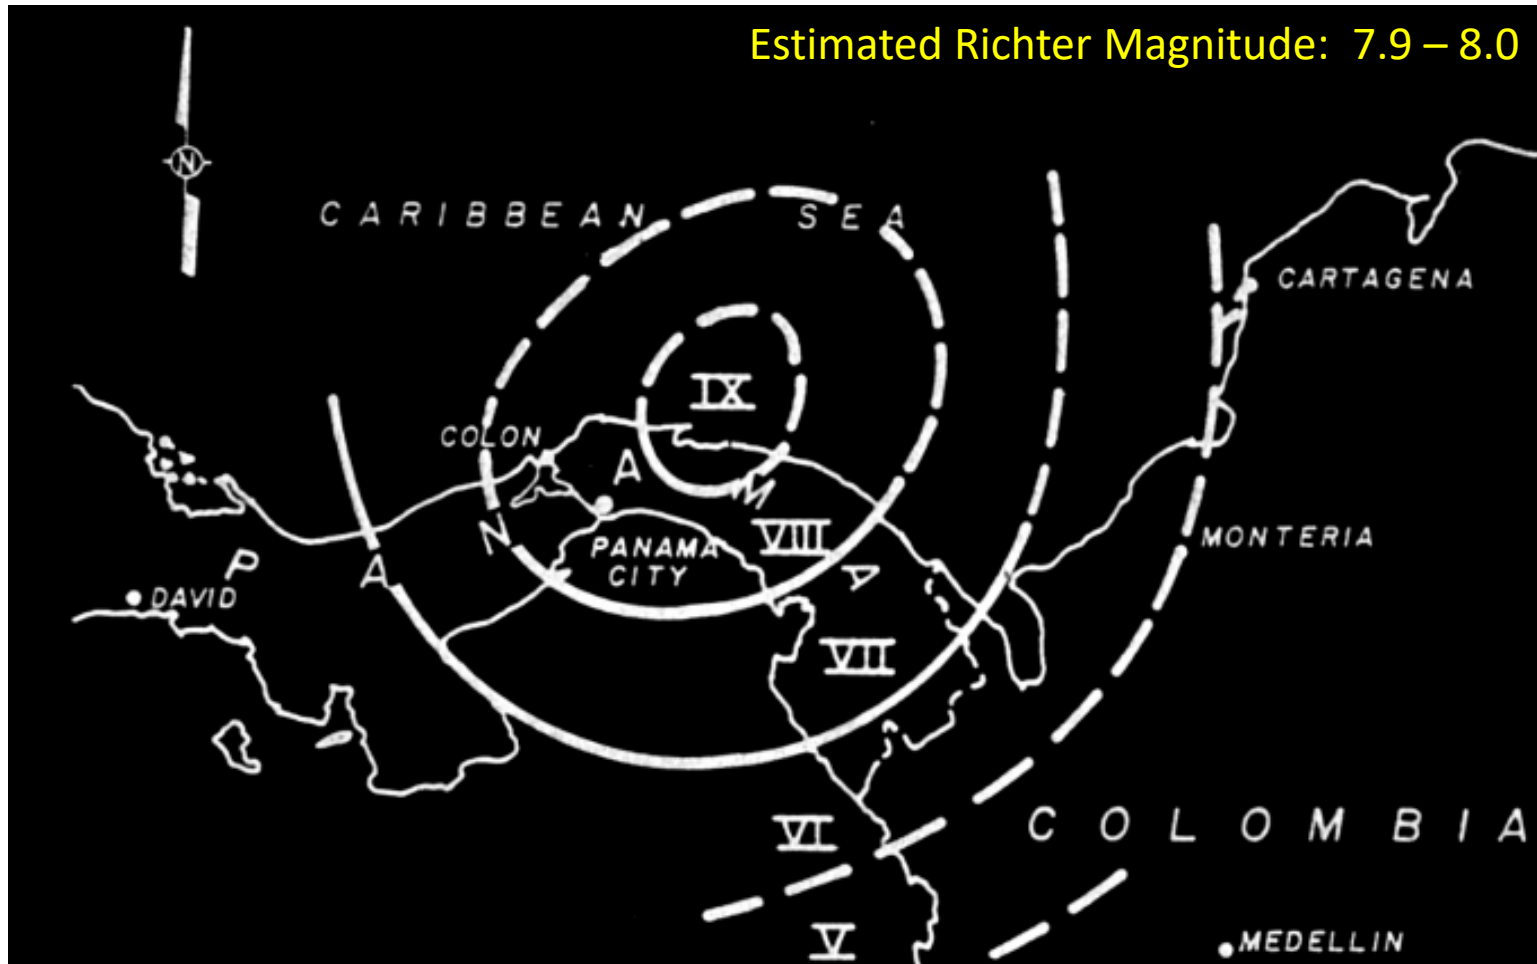 Estimated Richter Magnitude: 7.9 – 8.0
N
CARIBBEAN SEA
CARTAGENA
IX
COLON
PANAMA
VIII
PANAMA
CITY
MONTERIA
DAVID
VII
VI
COLOMBIA
V
MEDELLIN